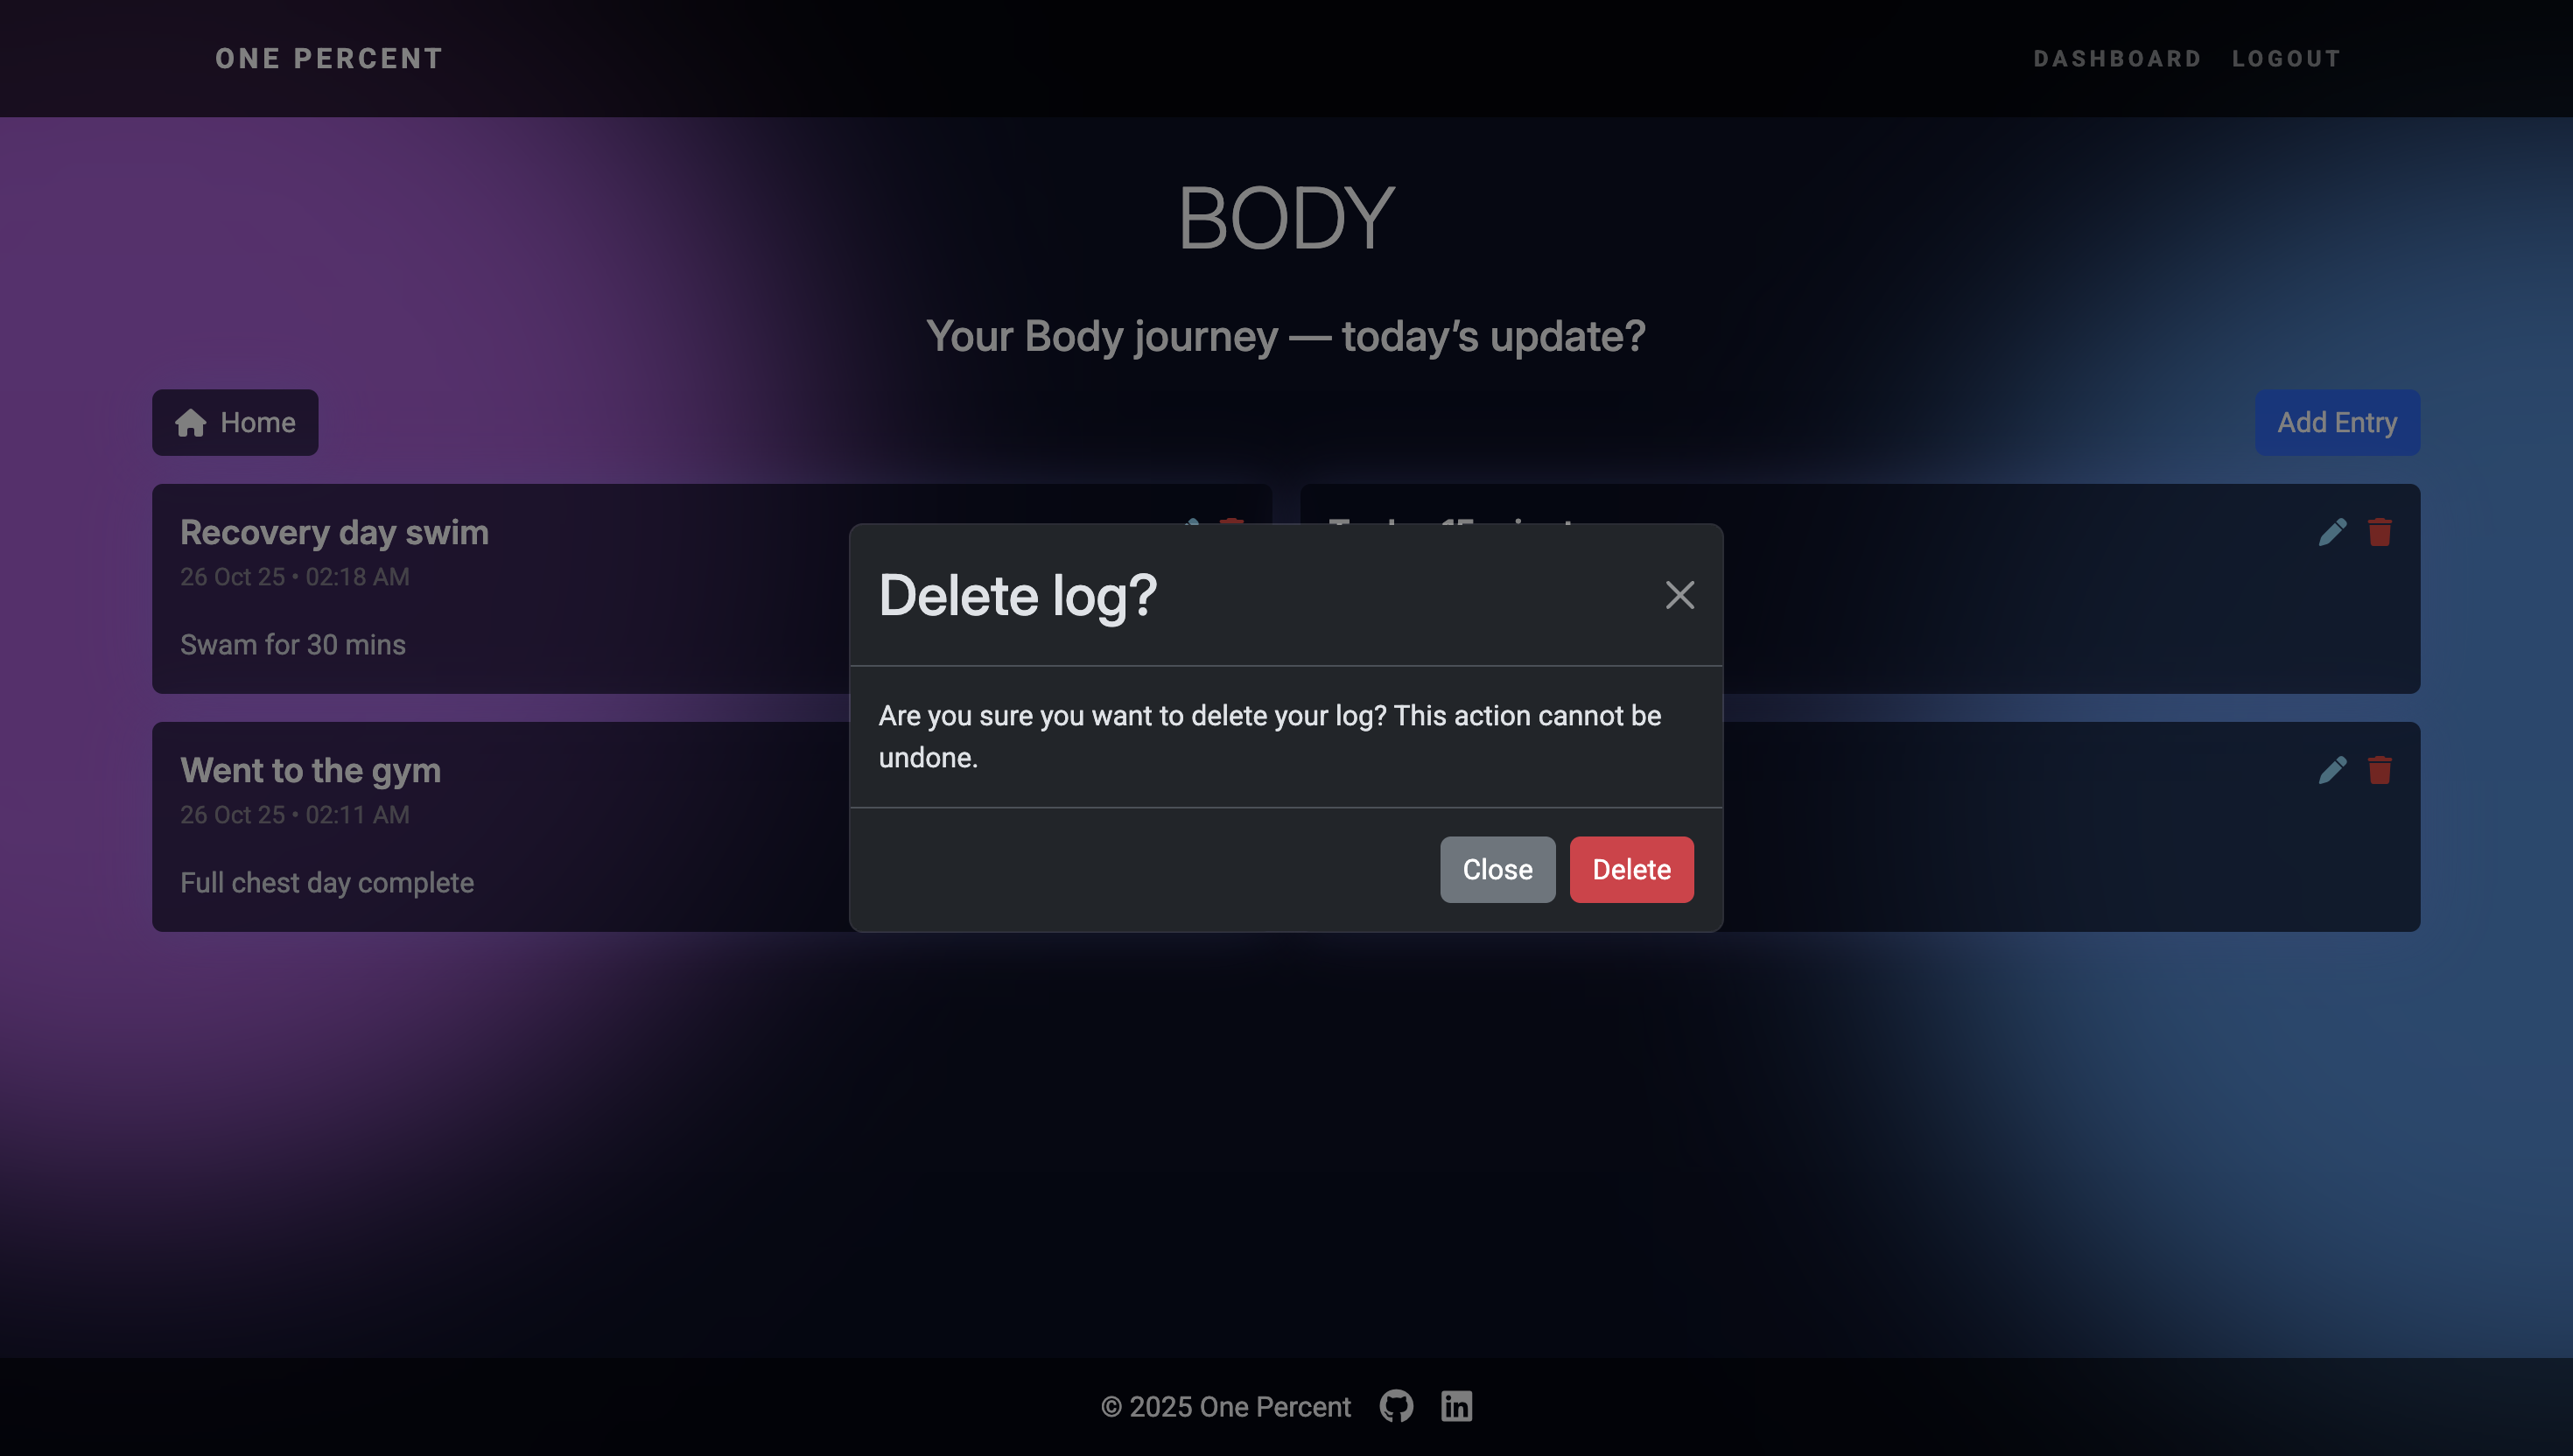 ONE PERCENT
DASHBOARD LOGOUT
BODY
Your Body journey — today’s update?
Home
Add Entry
Recovery day swim
26 Oct 25 • 02:18 AM
Swam for 30 mins
Went to the gym
26 Oct 25 • 02:11 AM
Full chest day complete
Delete log?
Are you sure you want to delete your log? This action cannot be
undone.
Close Delete
© 2025 One Percent